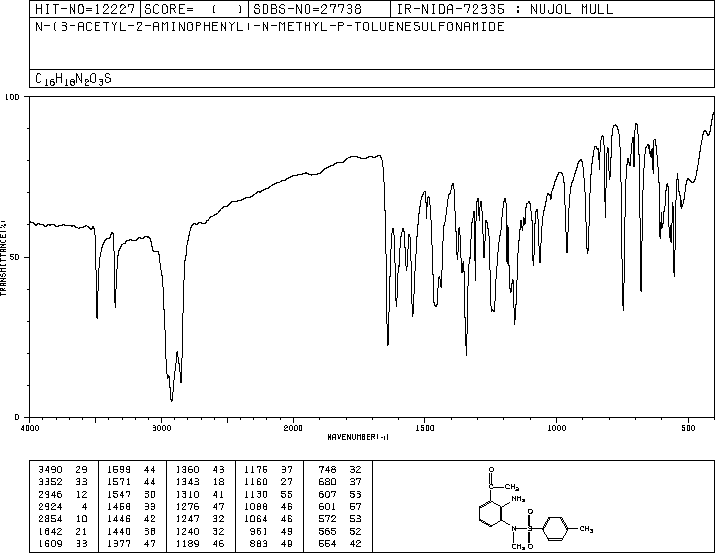 HIT-NO=12227 SCORE= ( ) SDBS-NO=27738 IR-NIDA-72335 : NUJOL MULL
N-(3-ACETYL-2-AMINOPHENYL)-N-METHYL-P-TOLUENESULFONAMIDE
C16H18N2O3S
100
50
0
TRANSMITTANCE(%)
4000 3000 2000 1500 1000 500
WAVENUMBER(-1)
3490 29 1599 44 1360 43 1176 37 748 32
3352 33 1571 44 1343 18 1160 27 680 37
2946 12 1547 30 1310 41 1130 55 607 53
2924 4 1458 33 1276 47 1088 46 601 57
2854 10 1446 42 1247 32 1064 46 572 53
1642 21 1440 38 1240 32 961 49 565 52
1609 33 1377 47 1189 46 883 49 554 42
O
C CH3
NH2
O
N S CH3
CH3 O